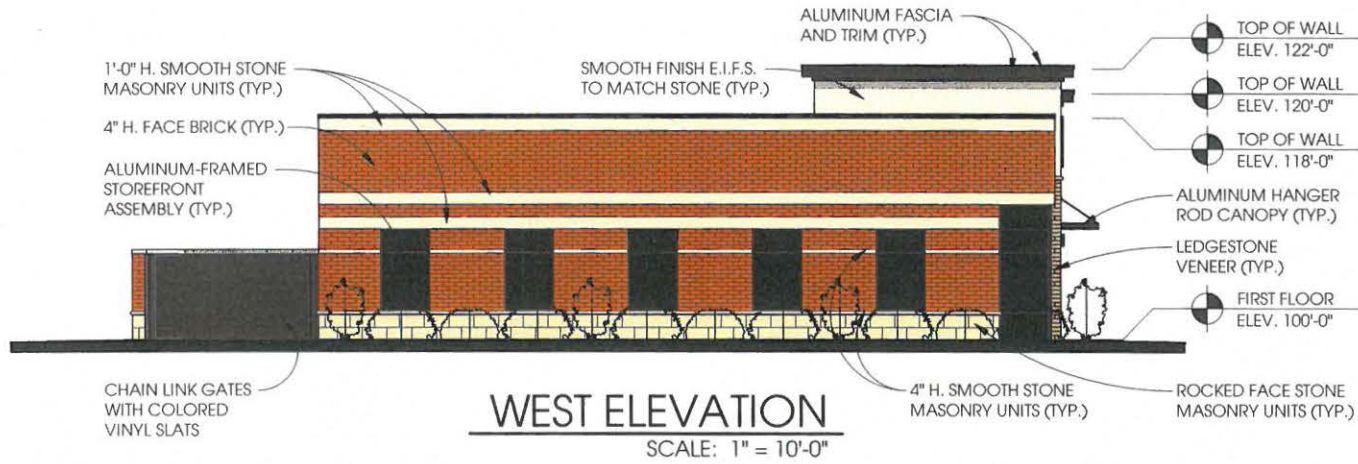 ALUMINUM FASCIA
AND TRIM (TYP.)
TOP OF WALL
ELEV. 122'-0"
1'-0" H. SMOOTH STONE
MASONRY UNITS (TYP.)
SMOOTH FINISH E.I.F.S.
TO MATCH STONE (TYP.)
TOP OF WALL
ELEV. 120'-0"
4" H. FACE BRICK (TYP.)
TOP OF WALL
ELEV. 118'-0"
ALUMINUM-FRAMED
STOREFRONT
ASSEMBLY (TYP.)
ALUMINUM HANGER
ROD CANOPY (TYP.)
LEDGESTONE
VENEER (TYP.)
FIRST FLOOR
ELEV. 100'-0"
CHAIN LINK GATES
WITH COLORED
VINYL SLATS
4" H. SMOOTH STONE
MASONRY UNITS (TYP.)
ROCKED FACE STONE
MASONRY UNITS (TYP.)
WEST ELEVATION
SCALE: 1" = 10'-0"